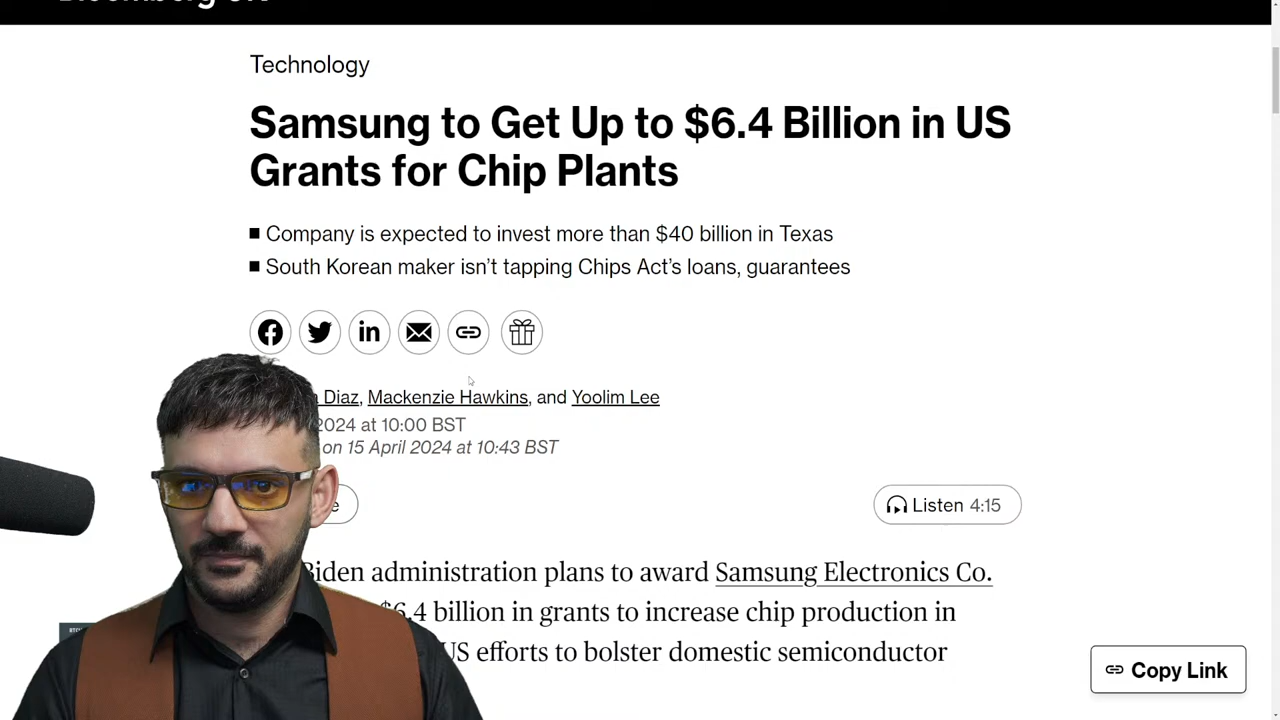 Technology
Samsung to Get Up to $6.4 Billion in US
Grants for Chip Plants
Company is expected to invest more than $40 billion in Texas
South Korean maker isn't tapping Chips Act's loans, guarantees
in
Diaz, Mackenzie Hawkins, and Yoolim Lee
2024 at 10:00 BST
on 15 April 2024 at 10:43 BST
Listen 4:15
Biden administration plans to award Samsung Electronics Co.
$6.4 billion in grants to increase chip production in
US efforts to bolster domestic semiconductor
Copy Link